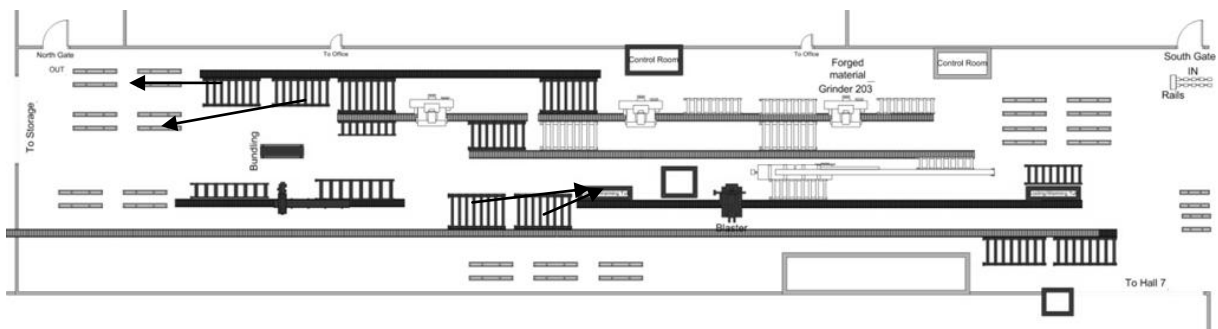 North Gate
OUT
To Office
Control Room
To Office
Forged
material
Grinder 203
Control Room
South Gate
IN
Rails
To Storage
Bundling
Blaster
To Hall 7